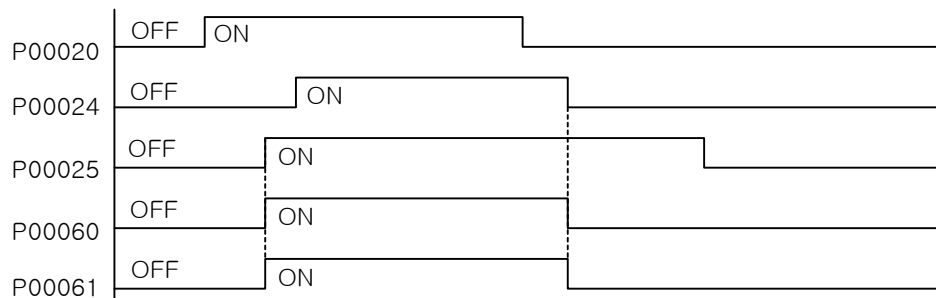 P00020 OFF ON
P00024 OFF ON
P00025 OFF ON
P00060 OFF ON
P00061 OFF ON